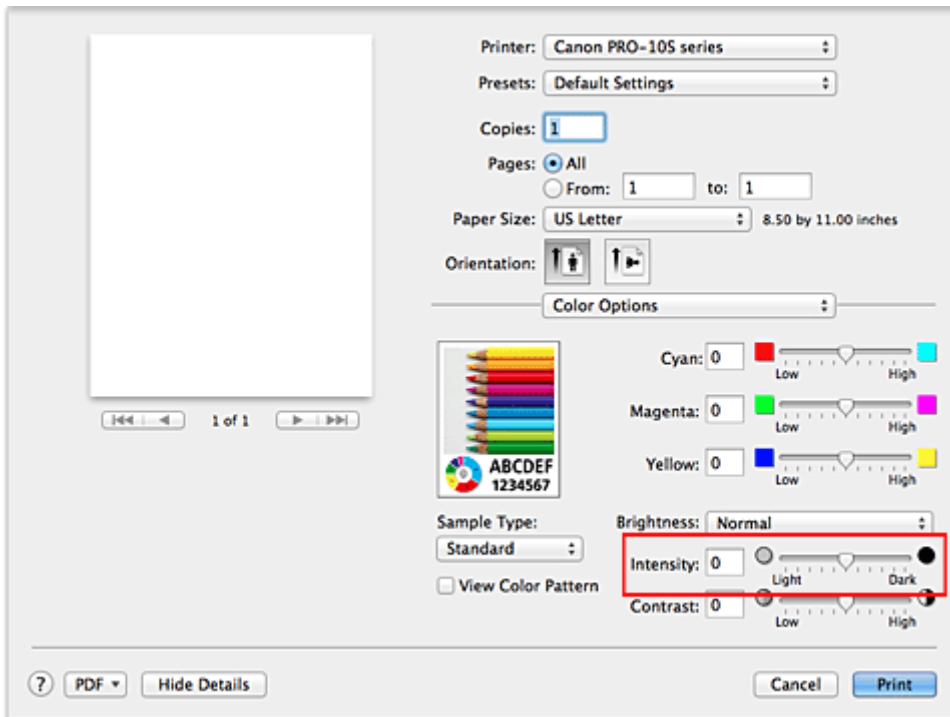 Printer: Canon PRO-10S series
Presets: Default Settings
Copies: 1
Pages: All
From: 1 to: 1
Paper Size: US Letter 8.50 by 11.00 inches
Orientation:
Color Options
1 of 1
Cyan: 0
Low High
Magenta: 0
Low High
Yellow: 0
Low High
ABCDEF
1234567
Sample Type:
Standard
View Color Pattern
Brightness: Normal
Intensity: 0
Light Dark
Contrast: 0
Low High
? PDF Hide Details Cancel Print